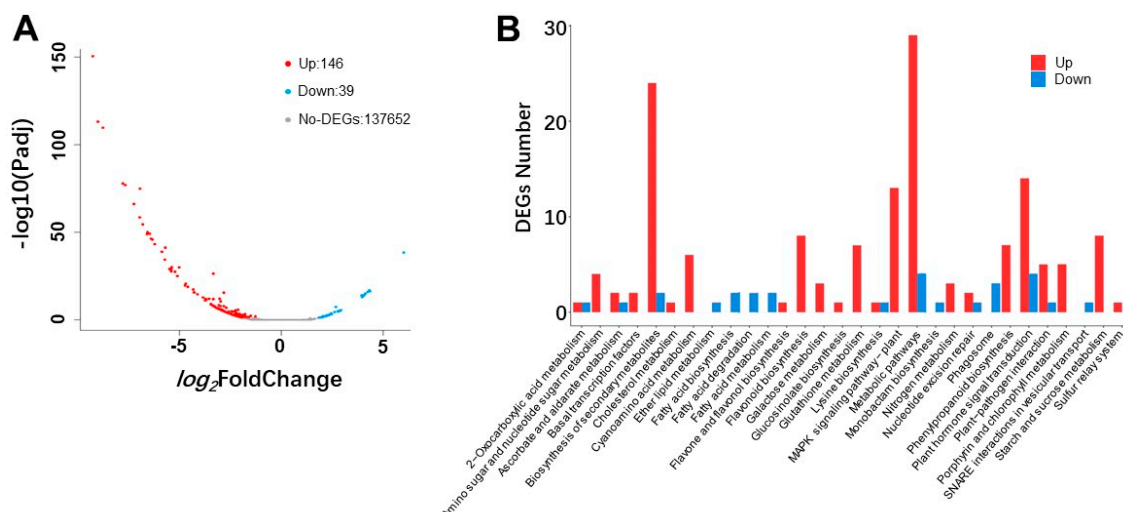 A
-log10(Padj)
150
100
50
0
-5
0
5
log2FoldChange
Up:146
Down:39
No-DEGs:137652
B
DEGs Number
30
20
10
0
Up
Down
2-Oxocarboxylic acid metabolism
Amino sugar and nucleotide sugar metabolism
Ascorbate and aldarate metabolism
Basal transcription factors
Biosynthesis of secondary metabolites
Cholesterol metabolism
Cyanoamino acid metabolism
Ether lipid metabolism
Fatty acid biosynthesis
Fatty acid degradation
Fatty acid metabolism
Flavone and flavonol biosynthesis
Flavonoid biosynthesis
Galactose metabolism
Glucosinolate biosynthesis
Glutathione metabolism
Lysine biosynthesis
MAPK signaling pathway - plant
Metabolic pathways
Monobactam biosynthesis
Nitrogen metabolism
Nucleotide excision repair
Phagosome
Phenylpropanoid biosynthesis
Plant hormone signal transduction
Plant-pathogen interaction
Porphyrin and chlorophyll metabolism
SNARE interactions in vesicular transport
Starch and sucrose metabolism
Sulfur relay system